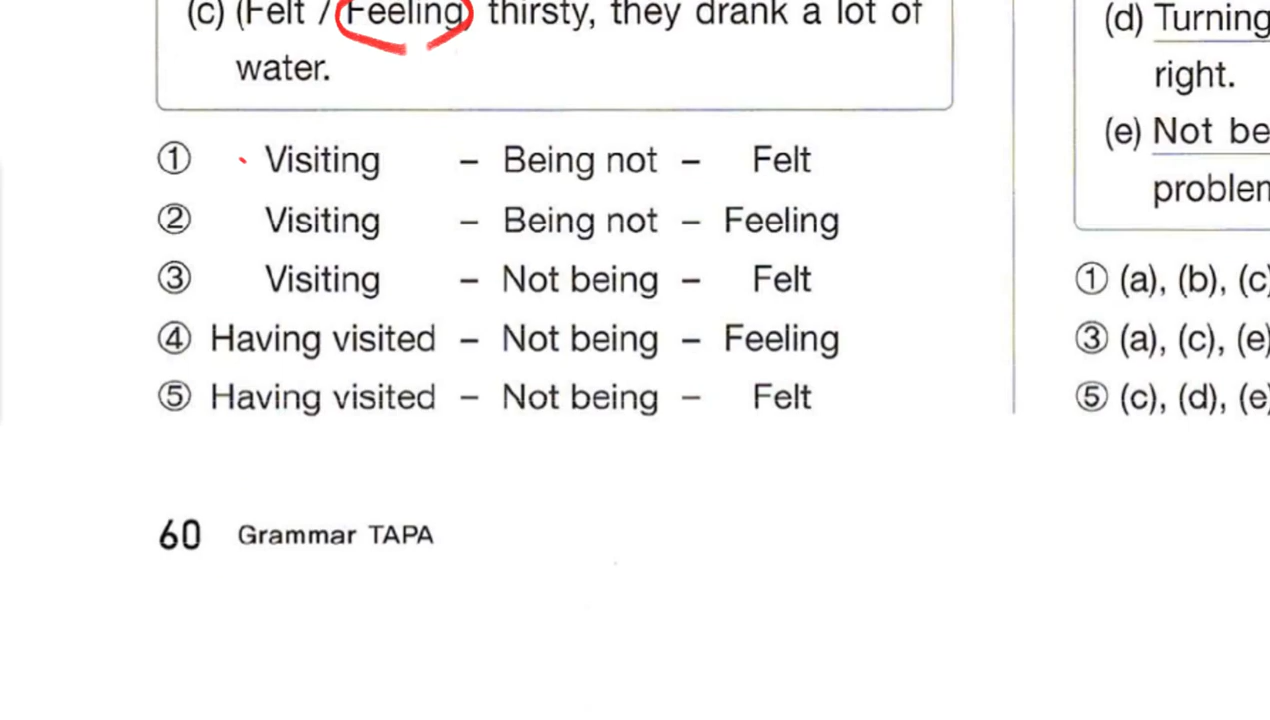 (c) (Felt / Feeling) thirsty, they drank a lot of
water.
① Visiting – Being not – Felt
② Visiting – Being not – Feeling
③ Visiting – Not being – Felt
④ Having visited – Not being – Feeling
⑤ Having visited – Not being – Felt
60 Grammar TAPA
(d) Turning
right.
(e) Not be
problem
① (a), (b), (c)
③ (a), (c), (e)
⑤ (c), (d), (e)